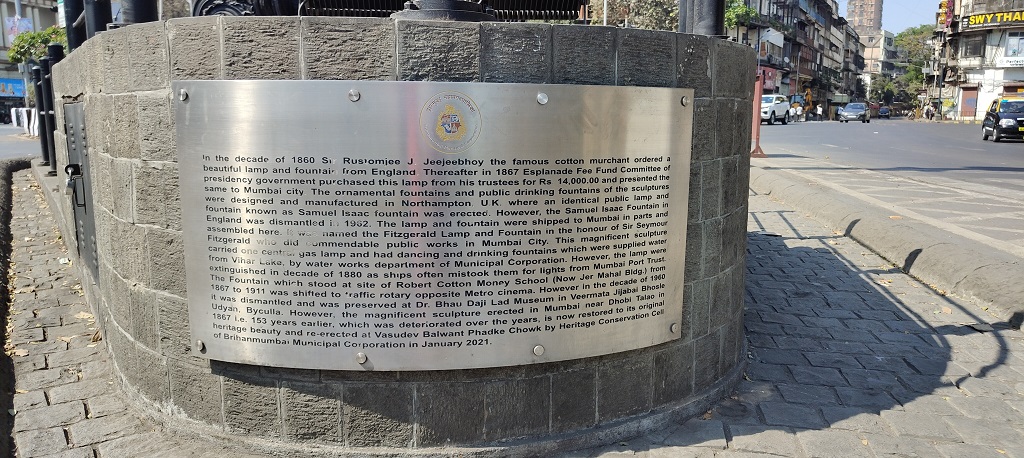 In the decade of 1860 Sir Rustomjee J. Jeejeebhoy the famous cotton murchant ordered a
beautiful lamp and fountain from England. Thereafter in 1867 Esplanade Fee Fund Committee of
presidency government purchased this lamp from his trustees for Rs. 14,000.00 and presented the
same to Mumbai city. The ornamental fountains and public drinking fountains of the sculptures
were designed and manufactured in Northampton, U.K. where an identical public lamp and
fountain known as Samuel Isaac fountain was erected. However, the Samuel Isaac Fountain in
England was dismantled in 1962. The lamp and fountain were shipped to Mumbai in parts and
assembled here. It was named the Fitzgerald Lamp and Fountain in the honour of Sir Seymour
Fitzgerald who did commendable public works in Mumbai City. This magnificent sculpture
carried one central gas lamp and had dancing and drinking fountains which were supplied water
from Vihar Lake, by water works department of Municipal Corporation. However, the lamp were
extinguished in decade of 1880 as ships often mistook them for lights from Mumbai Port Trust.
The Fountain which stood at site of Robert Cotton Money School (Now Jer Mahal Bldg.) from
1867 to 1911 was shifted to traffic rotary opposite Metro cinema. However in the decade of 1960
it was dismantled and was preserved at Dr. Bhau Daji Lad Museum in Veermata Jijabai Bhosle
Udyan, Byculla. However, the magnificent sculpture erected in Mumbai near Dhobi Talao in
1867 i.e. 153 years earlier, which was deteriorated over the years, is now restored to its original
heritage beauty and re-erected at Vasudev Balwant Phadke Chowk by Heritage Conservation Cell
of Brihanmumbai Municipal Corporation in January 2021.
SWY THAI